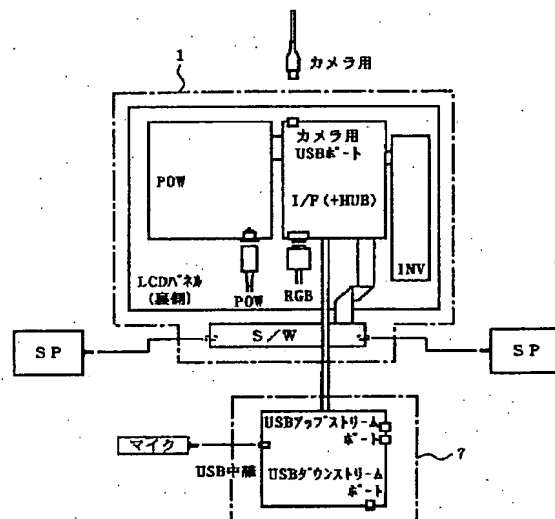 カメラ用
1
カメラ用
USBポート
POW
I/F(+HUB)
INV
LCDパネル
(裏側)
POW
RGB
S/W
SP
SP
USBアップストリーム
ポート
マイク
7
USB中離
USBダウンストリーム
ポート